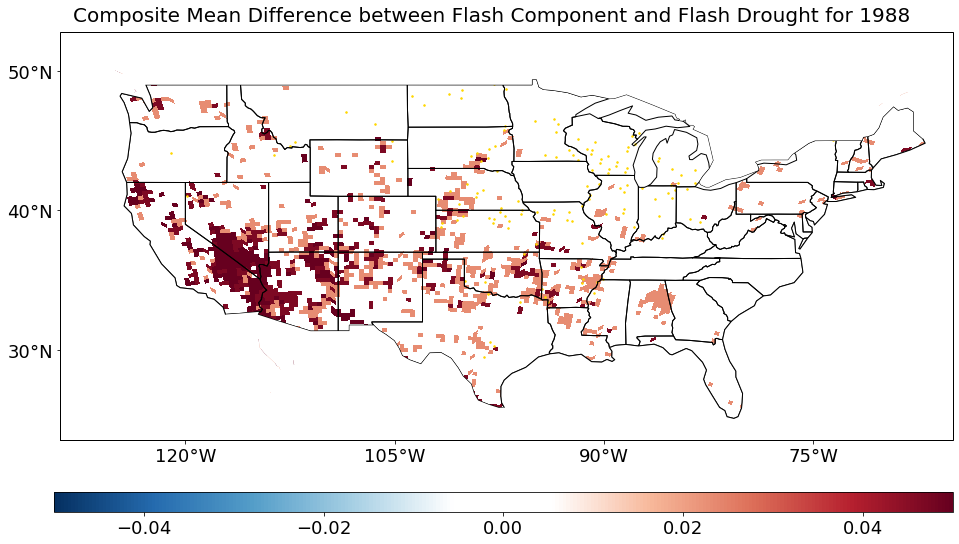 Composite Mean Difference between Flash Component and Flash Drought for 1988
50°N
40°N
30°N
120°W 105°W 90°W 75°W
−0.04 −0.02 0.00 0.02 0.04